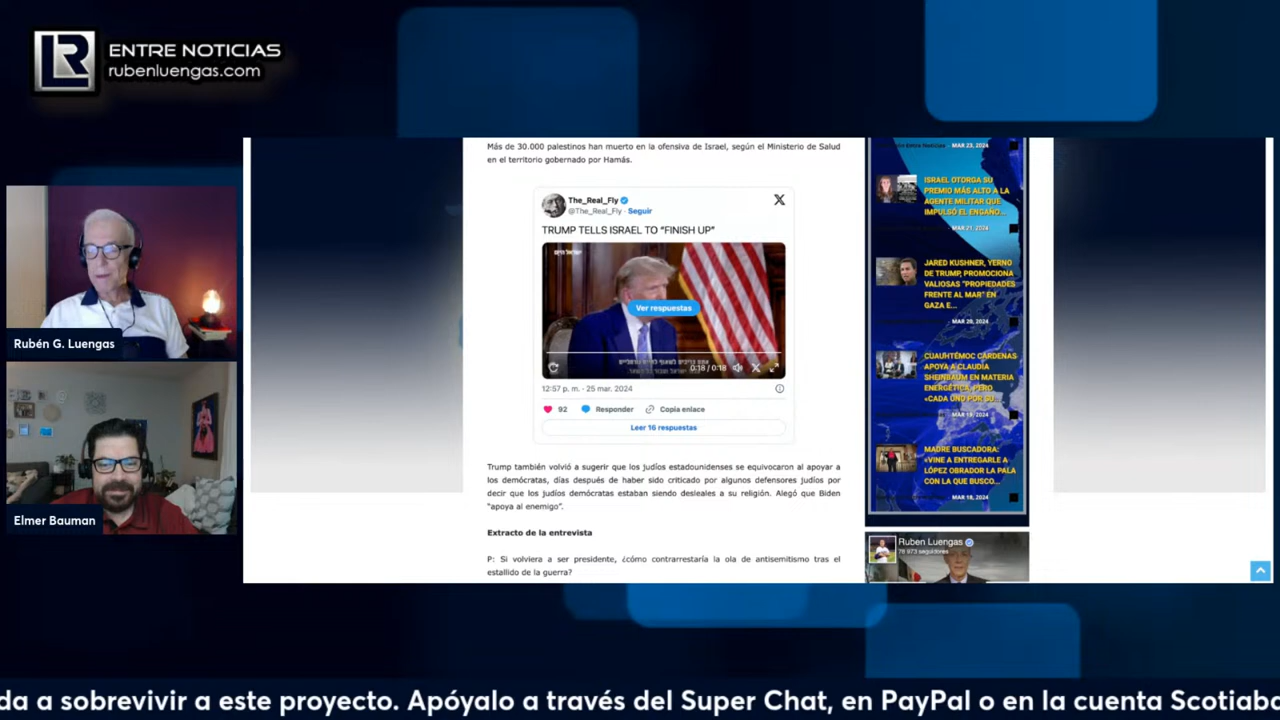 ENTRE NOTICIAS
rubenluengas.com
Rubén G. Luengas
Elmer Bauman
Más de 30.000 palestinos han muerto en la ofensiva de Israel, según el Ministerio de Salud
en el territorio gobernado por Hamás.
The_Real_Fly
@The_Real_Fly · Seguir
TRUMP TELLS ISRAEL TO “FINISH UP”
ישראל היום
Ver respuestas
0:18 / 0:18
12:57 p. m. · 25 mar. 2024
92 Responder Copia enlace
Leer 16 respuestas
Trump también volvió a sugerir que los judíos estadounidenses se equivocaron al apoyar a
los demócratas, días después de haber sido criticado por algunos defensores judíos por
decir que los judíos demócratas estaban siendo desleales a su religión. Alegó que Biden
“apoya al enemigo”.
Extracto de la entrevista
P: Si volviera a ser presidente, ¿cómo contrarrestaría la ola de antisemitismo tras el
estallido de la guerra?
Entre Noticias MAR 23, 2024
ISRAEL OTORGA SU
PREMIO MÁS ALTO A LA
AGENTE MILITAR QUE
IMPULSÓ EL ENGAÑO...
MAR 21, 2024
JARED KUSHNER, YERNO
DE TRUMP, PROMOCIONA
VALIOSAS “PROPIEDADES
FRENTE AL MAR” EN
GAZA E...
MAR 20, 2024
CUAUHTÉMOC CÁRDENAS
APOYA A CLAUDIA
SHEINBAUM EN MATERIA
ENERGÉTICA, PERO
«CADA UNO POR SU...
MAR 19, 2024
MADRE BUSCADORA:
«VINE A ENTREGARLE A
LÓPEZ OBRADOR LA PALA
CON LA QUE BUSCO...
MAR 18, 2024
Ruben Luengas
78 973 seguidores
da a sobrevivir a este proyecto. Apóyalo a través del Super Chat, en PayPal o en la cuenta Scotiaba